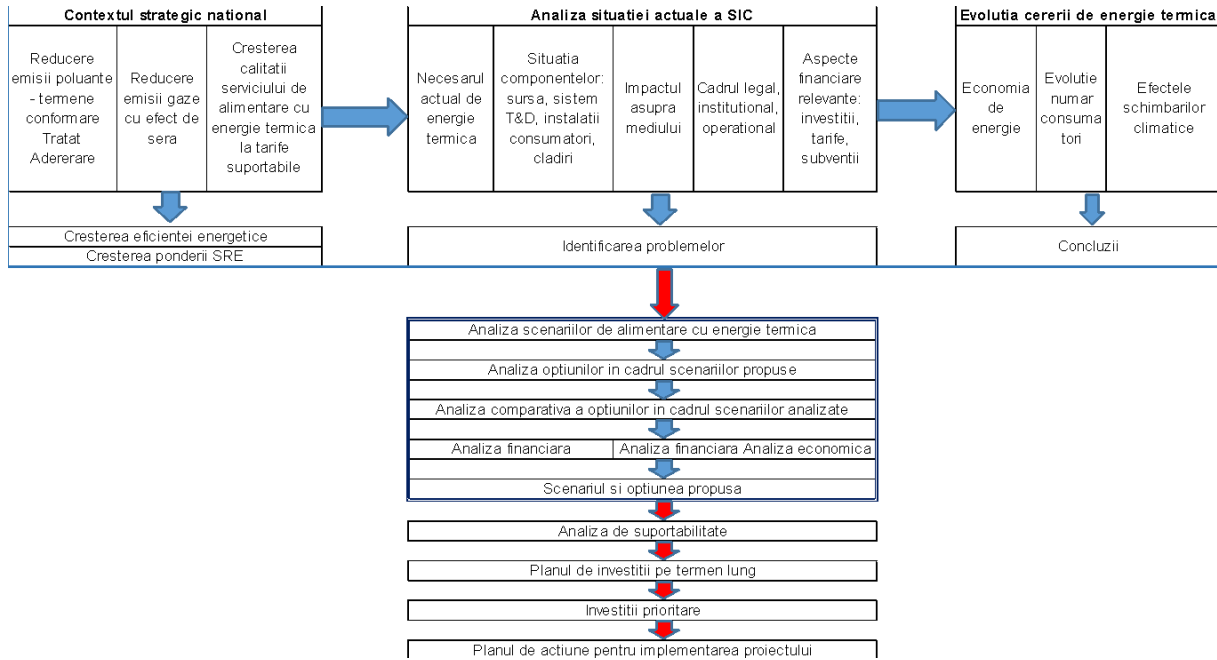 Contextul strategic national
Analiza situatiei actuale a SIC
Evolutia cererii de energie termica
Reducere
emisii poluante
- termene
conformare
Tratat
Adererare
Reducere
emisii gaze
cu efect de
sera
Cresterea
calitatii
serviciului de
alimentare cu
energie termica
la tarife
suportabile
Necesarul
actual de
energie
termica
Situatia
componentelor:
sursa, sistem
T&D, instalatii
consumatori,
cladiri
Impactul
asupra
mediului
Cadrul legal,
institutional,
operational
Aspecte
financiare
relevante:
investitii,
tarife,
subventii
Economia
de
energie
Evolutie
numar
consuma
tori
Efectele
schimbarilor
climatice
Cresterea eficientei energetice
Cresterea ponderii SRE
Identificarea problemelor
Concluzii
Analiza scenariilor de alimentare cu energie termica
Analiza optiunilor in cadrul scenariilor propuse
Analiza comparativa a optiunilor in cadrul scenariilor analizate
Analiza financiara
Analiza financiara Analiza economica
Scenariul si optiunea propusa
Analiza de suportabilitate
Planul de investitii pe termen lung
Investitii prioritare
Planul de actiune pentru implementarea proiectului